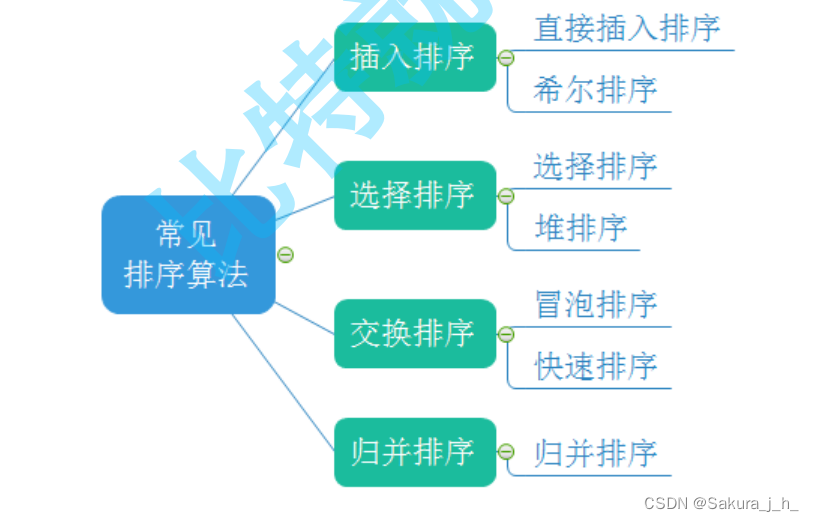 插入排序
直接插入排序
希尔排序
选择排序
选择排序
堆排序
常见
排序算法
交换排序
冒泡排序
快速排序
归并排序
归并排序
比特就
CSDN @Sakura_j_h_